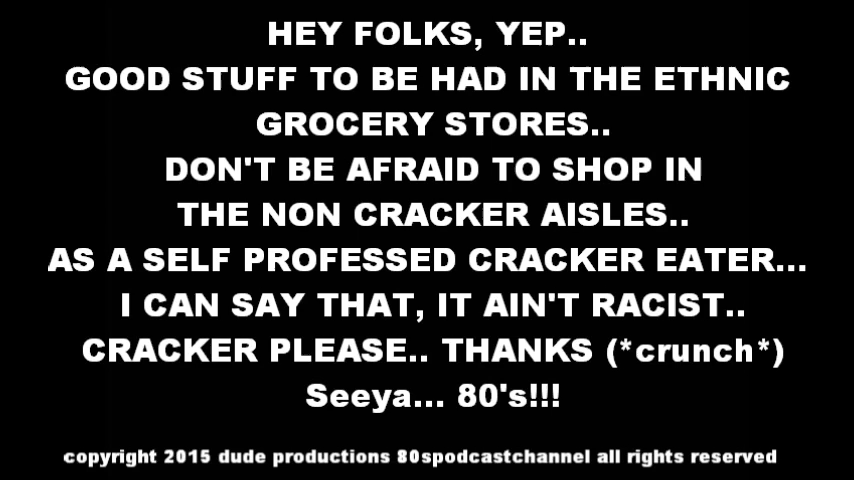 HEY FOLKS, YEP..
GOOD STUFF TO BE HAD IN THE ETHNIC
GROCERY STORES..
DON'T BE AFRAID TO SHOP IN
THE NON CRACKER AISLES..
AS A SELF PROFESSED CRACKER EATER...
I CAN SAY THAT, IT AIN'T RACIST..
CRACKER PLEASE.. THANKS (*crunch*)
Seeya... 80's!!!
copyright 2015 dude productions 80spodcastchannel all rights reserved